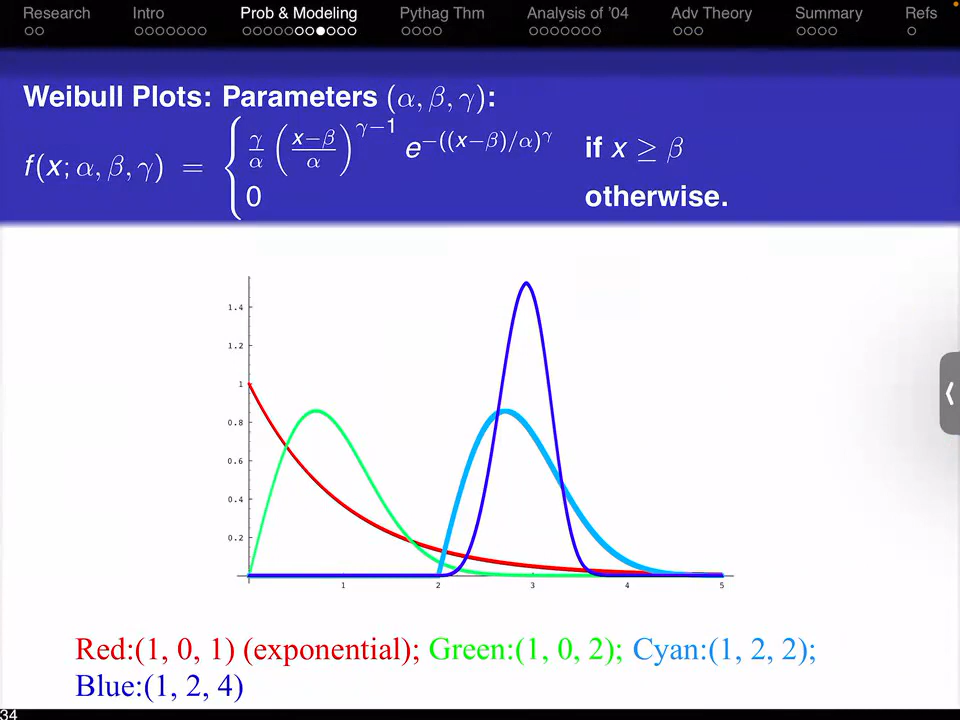 Research Intro Prob & Modeling Pythag Thm Analysis of ’04 Adv Theory Summary Refs
Weibull Plots: Parameters (α, β, γ):
f(x; α, β, γ) = { γ/α ((x−β)/α)^{γ−1} e^{−((x−β)/α)^γ} if x ≥ β
0 otherwise.
1.4
1.2
1
0.8
0.6
0.4
0.2
1 2 3 4 5
Red:(1, 0, 1) (exponential); Green:(1, 0, 2); Cyan:(1, 2, 2);
Blue:(1, 2, 4)
34